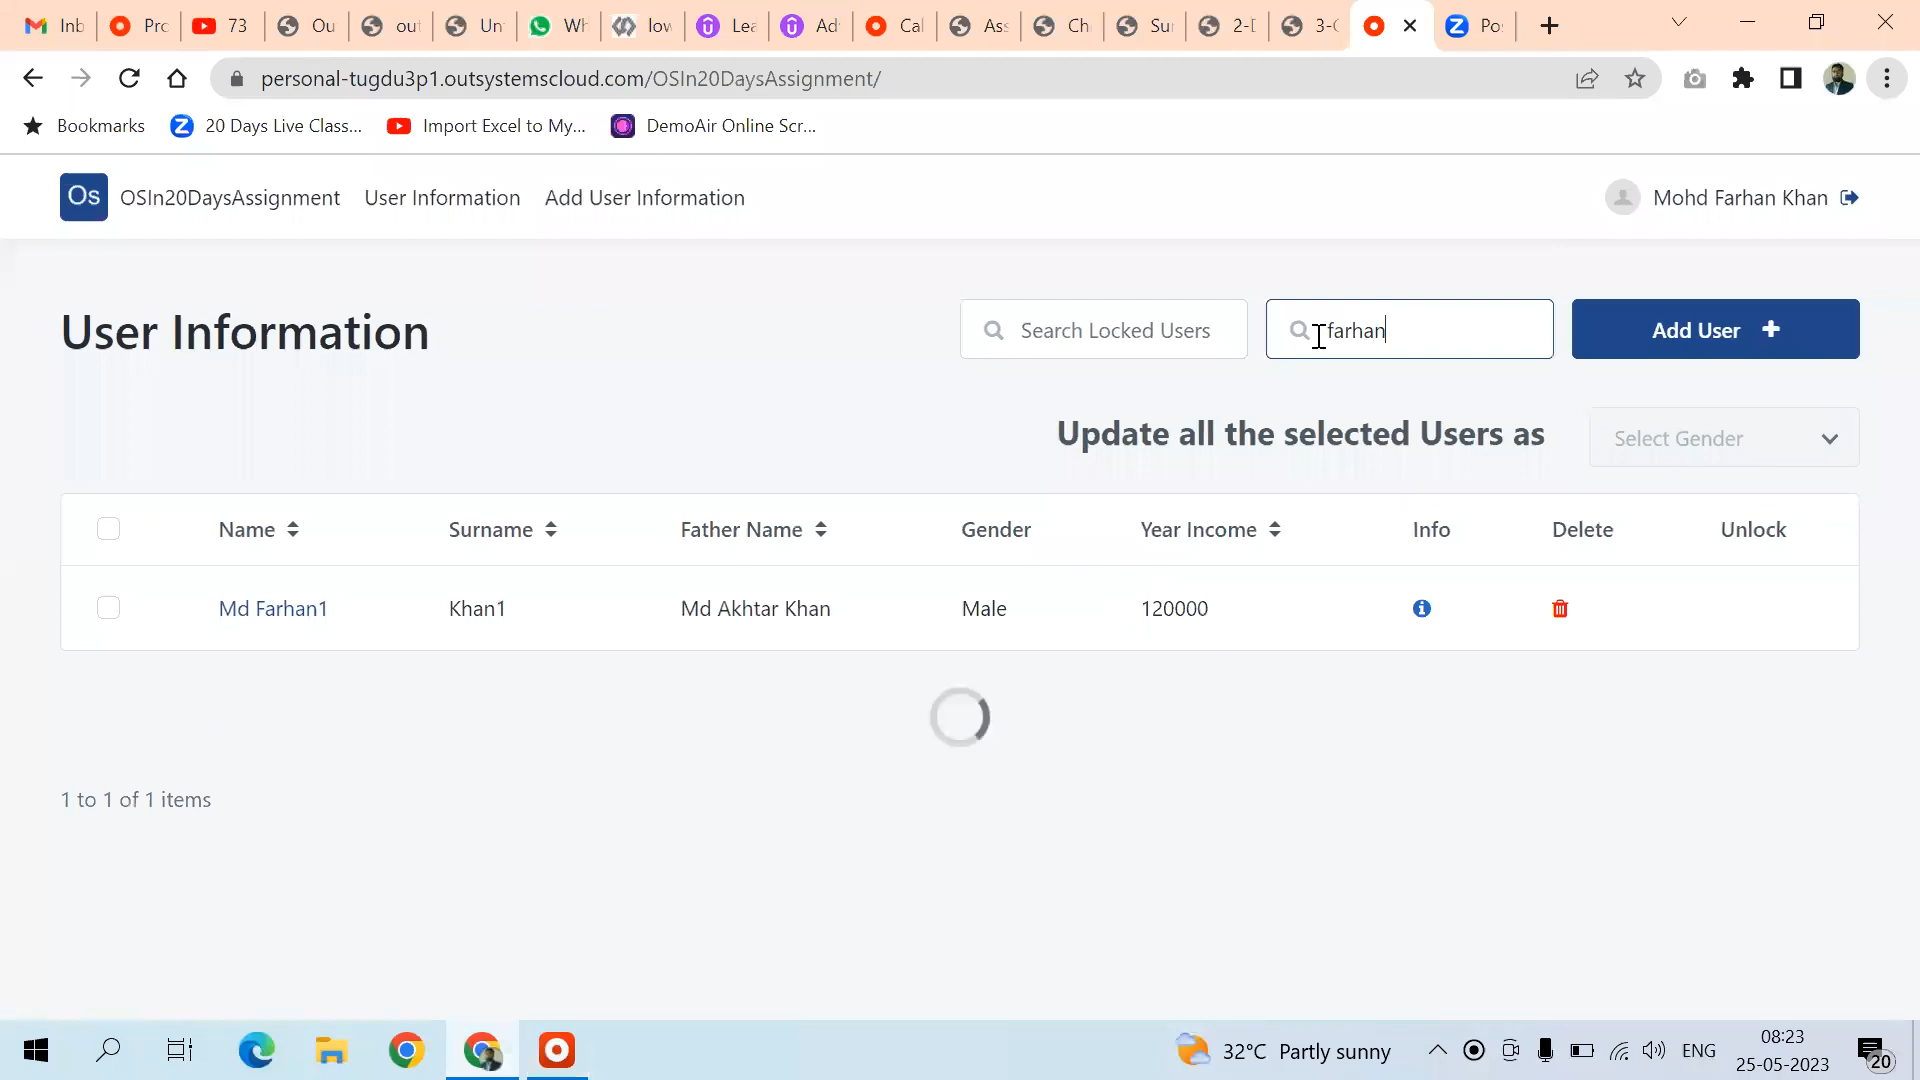 Inb
Prc
73
Ou
out
Un
Wh
lov
Lea
Ad
Cal
Ass
Ch
Sui
2-D
3-C
Po
personal-tugdu3p1.outsystemscloud.com/OSIn20DaysAssignment/
Bookmarks
20 Days Live Class...
Import Excel to My...
DemoAir Online Scr...
Os
OSIn20DaysAssignment
User Information
Add User Information
Mohd Farhan Khan
User Information
Search Locked Users
farhan
Add User
Update all the selected Users as
Select Gender
Name Surname Father Name Gender Year Income Info Delete Unlock
Md Farhan1 Khan1 Md Akhtar Khan Male 120000
1 to 1 of 1 items
32°C Partly sunny
ENG
08:23
25-05-2023
20